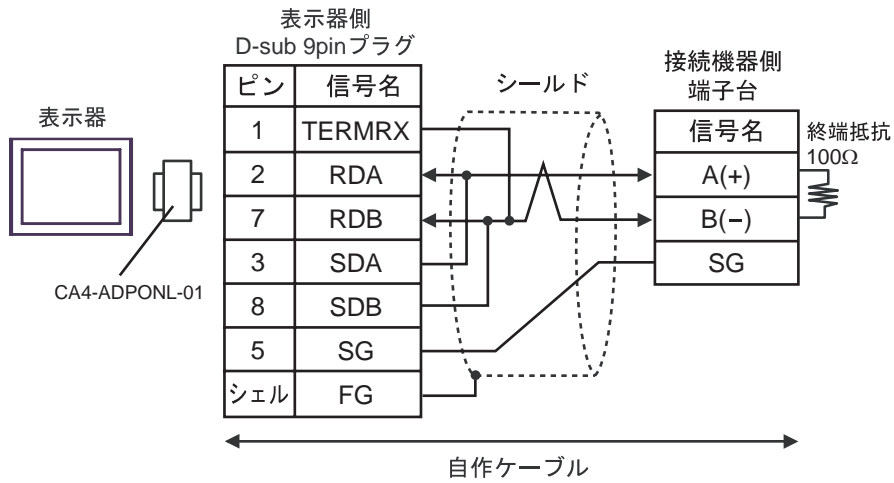 表示器側
D-sub 9pinプラグ
表示器
CA4-ADPONL-01
ピン 信号名
1 TERMRX
2 RDA
7 RDB
3 SDA
8 SDB
5 SG
シェル FG
シールド
接続機器側
端子台
信号名
A(+)
B(−)
SG
終端抵抗
100Ω
自作ケーブル